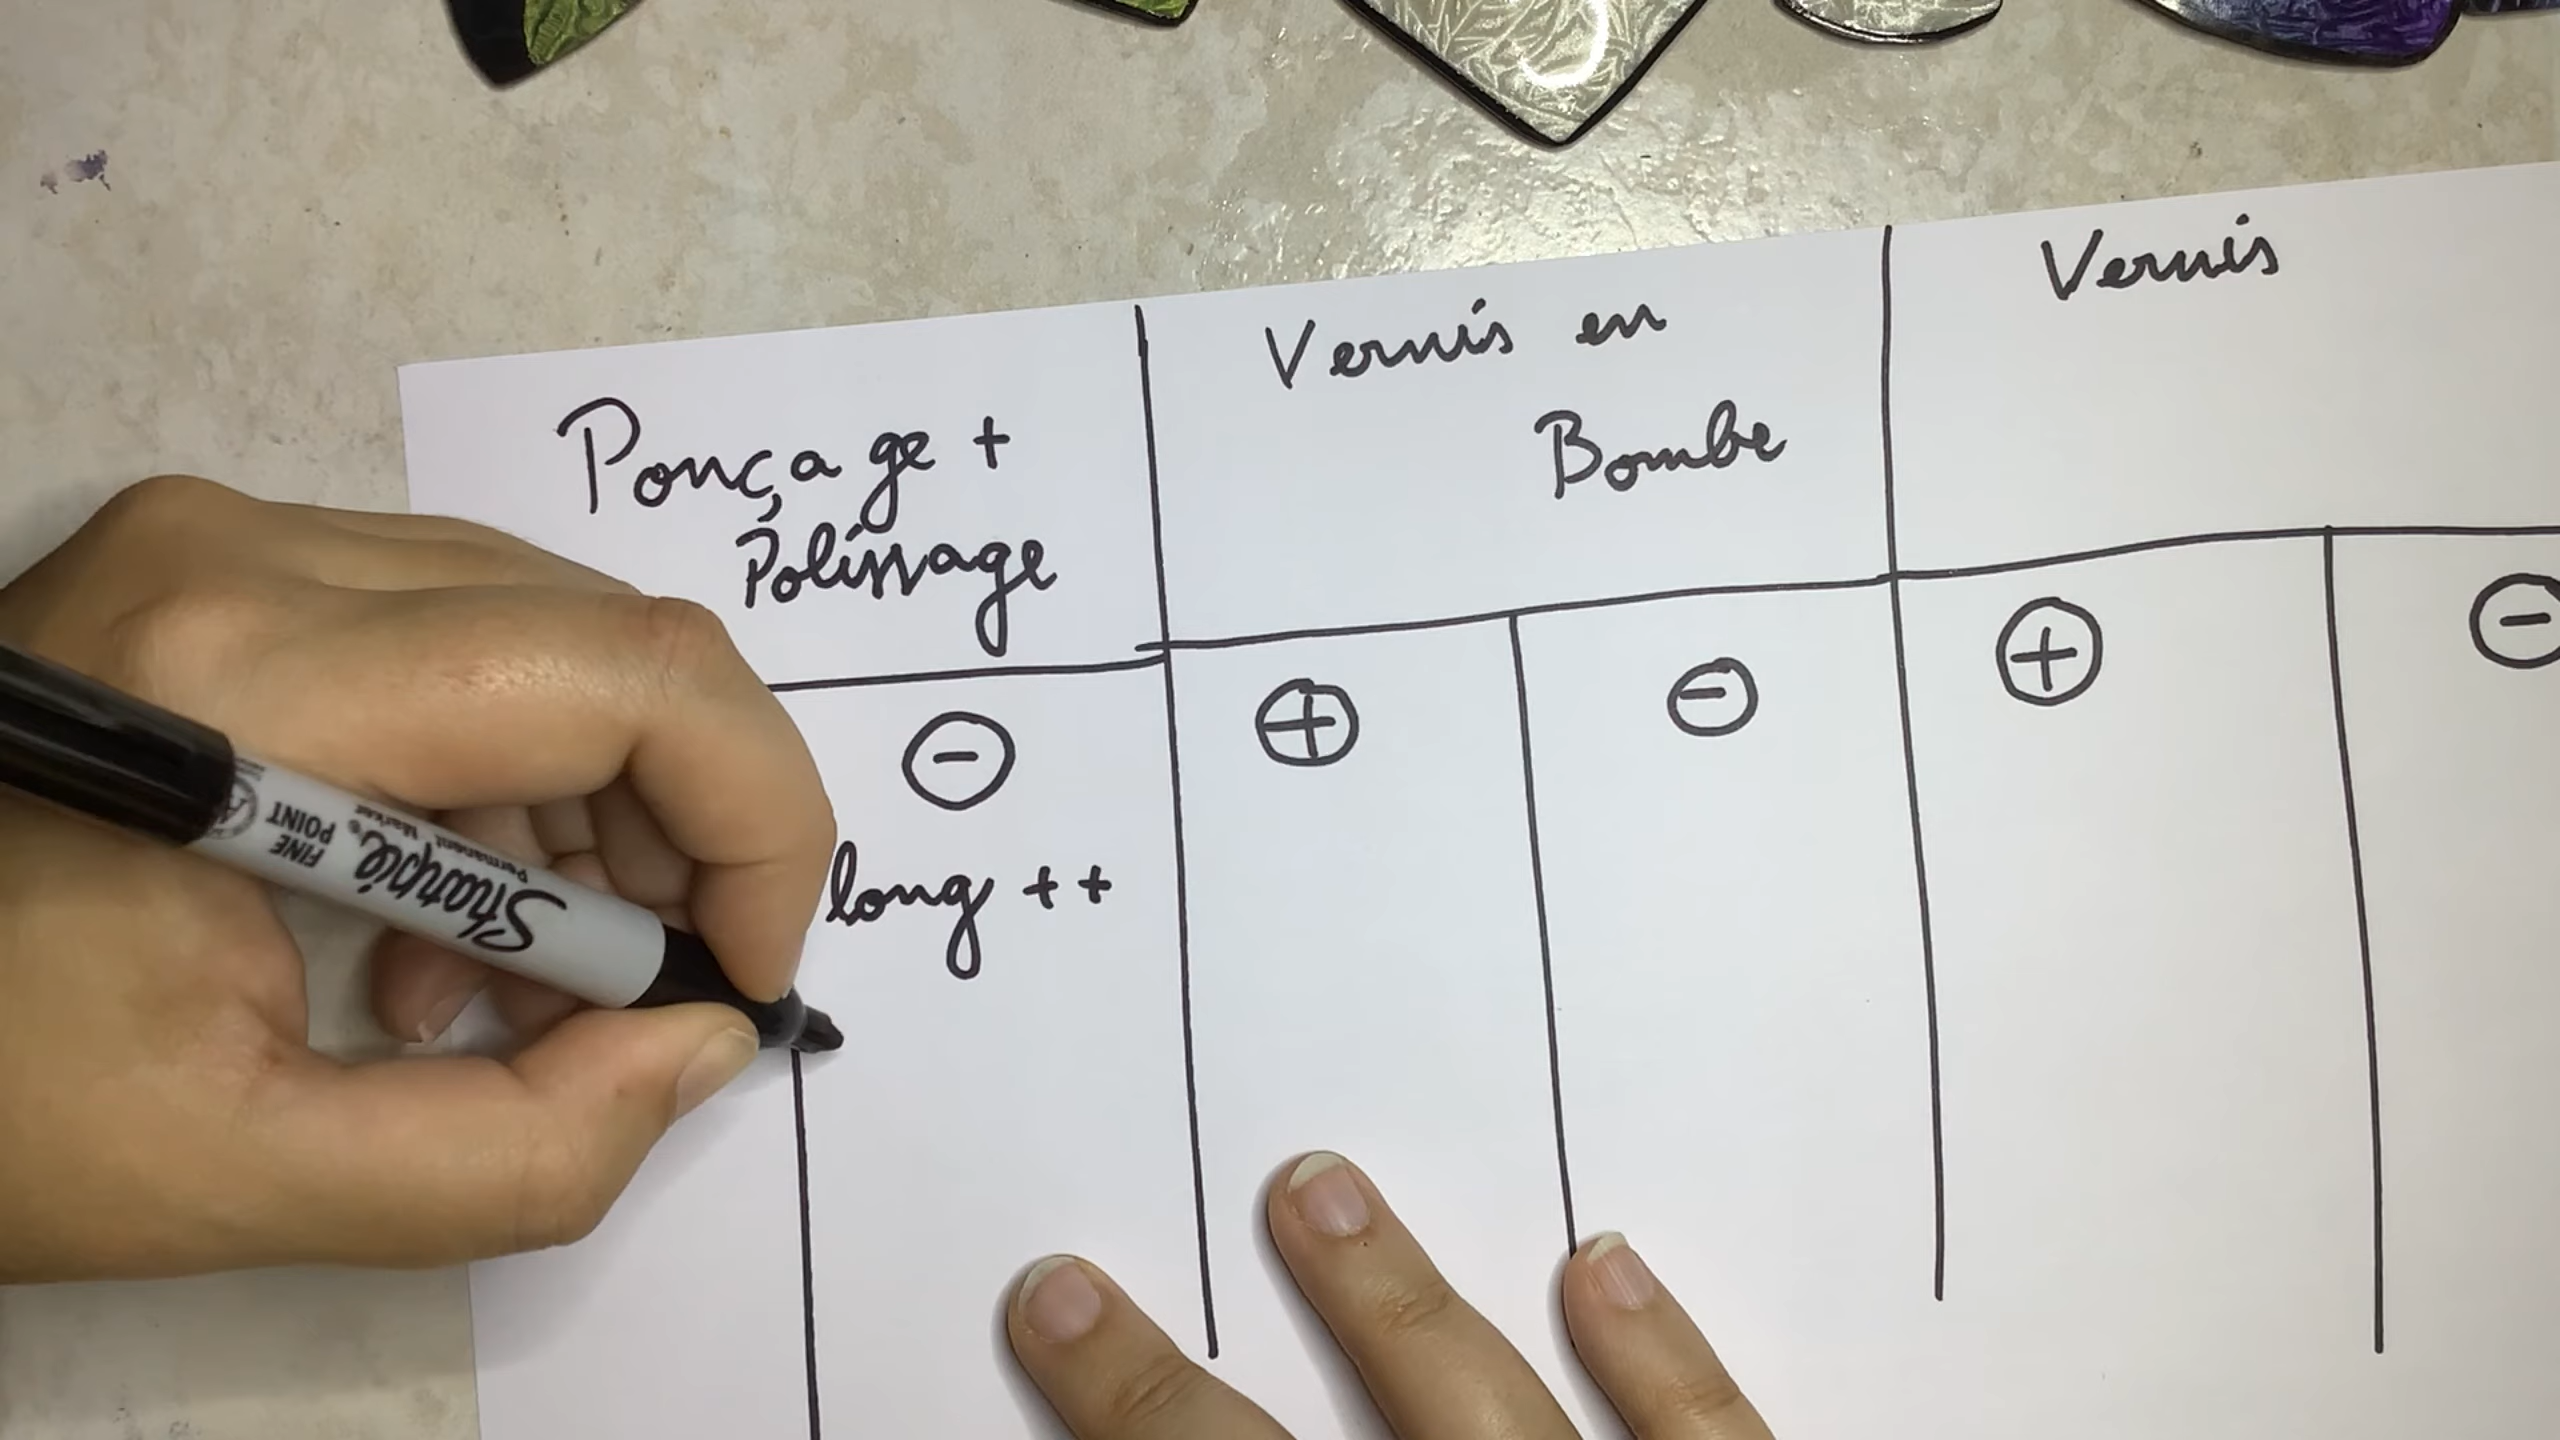 Ponçage +
Polissage
Vernis en
Bombe
Vernis
-
+
-
+
-
long ++
Sharpie
Permanent Marker
FINE
POINT